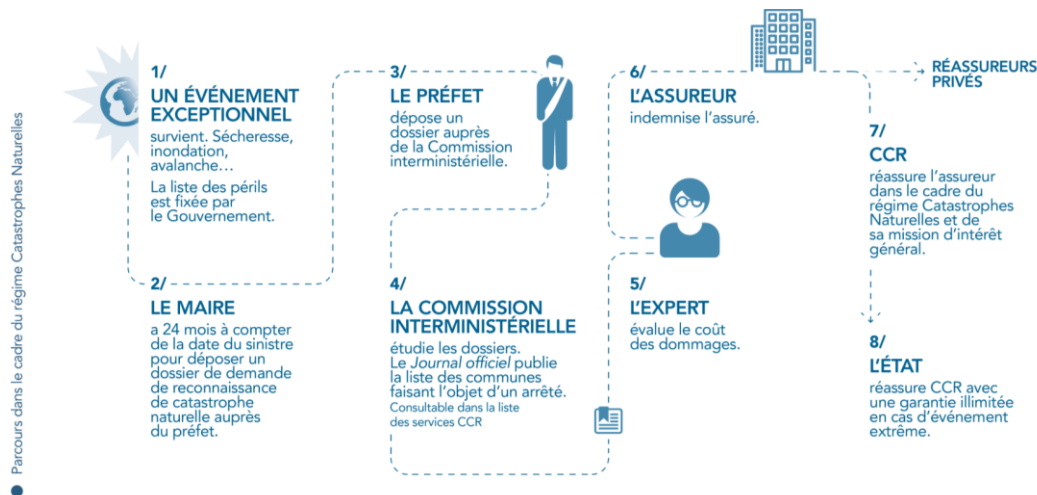 Parcours dans le cadre du régime Catastrophes Naturelles
1/
UN ÉVÉNEMENT
EXCEPTIONNEL
survient. Sécheresse,
inondation,
avalanche…
La liste des périls
est fixée par
le Gouvernement.
2/
LE MAIRE
a 24 mois à compter
de la date du sinistre
pour déposer un
dossier de demande
de reconnaissance
de catastrophe
naturelle auprès
du préfet.
3/
LE PRÉFET
dépose un
dossier auprès
de la Commission
interministérielle.
4/
LA COMMISSION
INTERMINISTÉRIELLE
étudie les dossiers.
Le Journal officiel publie
la liste des communes
faisant l'objet d'un arrêté.
Consultable dans la liste
des services CCR
5/
L'EXPERT
évalue le coût
des dommages.
6/
L'ASSUREUR
indemnise l'assuré.
RÉASSUREURS
PRIVÉS
7/
CCR
réassure l'assureur
dans le cadre du
régime Catastrophes
Naturelles et de
sa mission d'intérêt
général.
8/
L'ÉTAT
réassure CCR avec
une garantie illimitée
en cas d'événement
extrême.